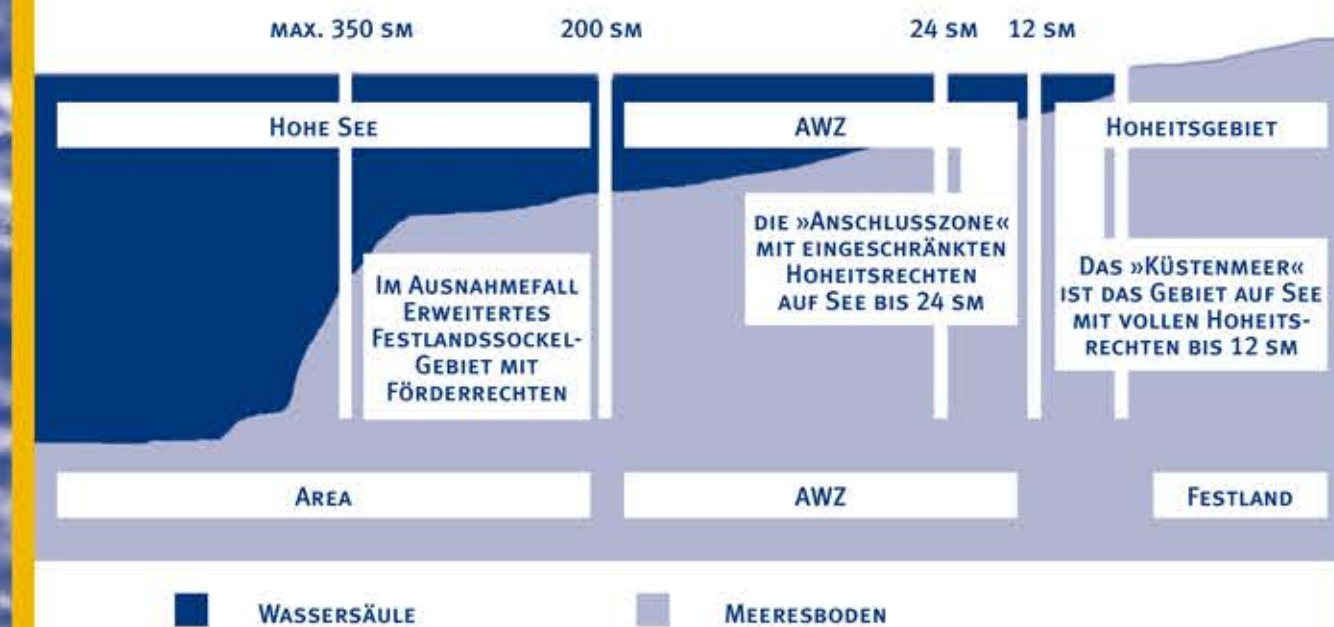 MAX. 350 SM
200 SM
24 SM
12 SM
HOHE SEE
AWZ
HOHEITSGEBIET
IM AUSNAHMEFALL
ERWEITERTES
FESTLANDSSOCKEL-
GEBIET MIT
FÖRDERRECHTEN
DIE »ANSCHLUSSZONE«
MIT EINGESCHRÄNKTEN
HOHEITSRECHTEN
AUF SEE BIS 24 SM
DAS »KÜSTENMEER«
IST DAS GEBIET AUF SEE
MIT VOLLEN HOHEITS-
RECHTEN BIS 12 SM
AREA
AWZ
FESTLAND
WASSERSÄULE
MEERESBODEN